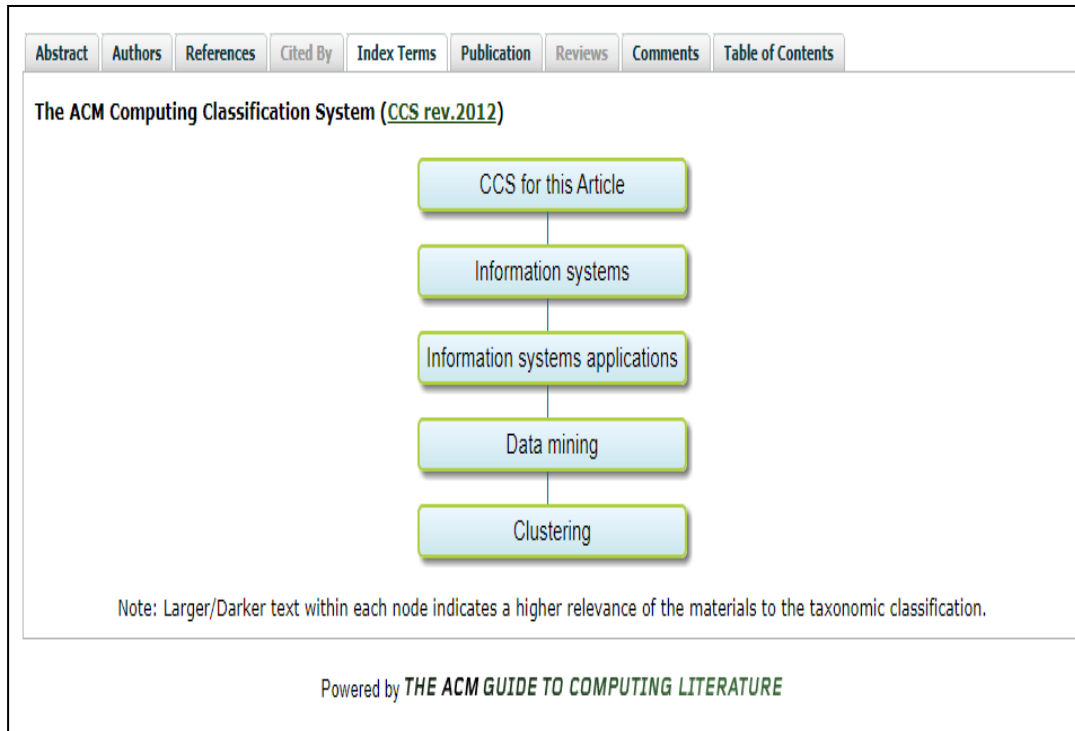 Abstract Authors References Cited By Index Terms Publication Reviews Comments Table of Contents
The ACM Computing Classification System (CCS rev.2012)
CCS for this Article
Information systems
Information systems applications
Data mining
Clustering
Note: Larger/Darker text within each node indicates a higher relevance of the materials to the taxonomic classification.
Powered by THE ACM GUIDE TO COMPUTING LITERATURE